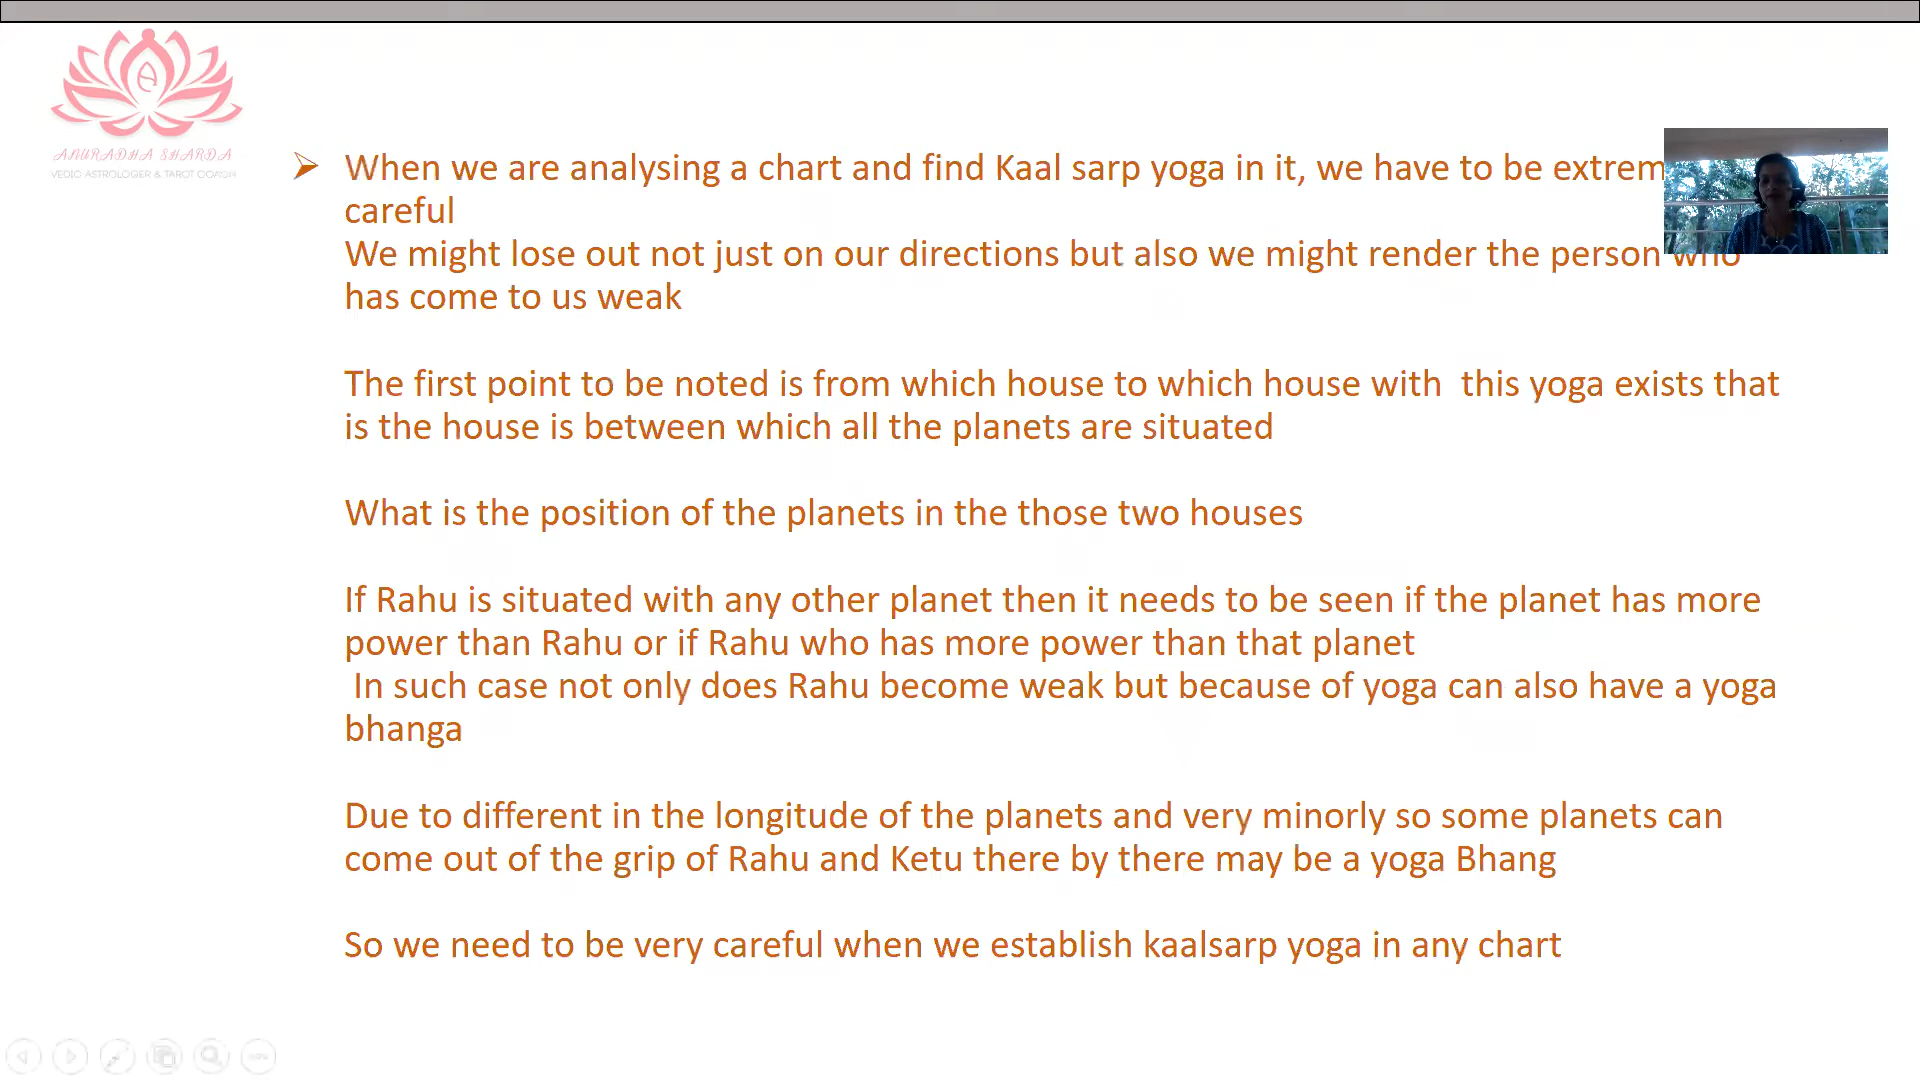 ANURADHA SHARDA
VEDIC ASTROLOGER & TAROT COACH
When we are analysing a chart and find Kaal sarp yoga in it, we have to be extrem
careful
We might lose out not just on our directions but also we might render the person who
has come to us weak
The first point to be noted is from which house to which house with  this yoga exists that
is the house is between which all the planets are situated
What is the position of the planets in the those two houses
If Rahu is situated with any other planet then it needs to be seen if the planet has more
power than Rahu or if Rahu who has more power than that planet
In such case not only does Rahu become weak but because of yoga can also have a yoga
bhanga
Due to different in the longitude of the planets and very minorly so some planets can
come out of the grip of Rahu and Ketu there by there may be a yoga Bhang
So we need to be very careful when we establish kaalsarp yoga in any chart